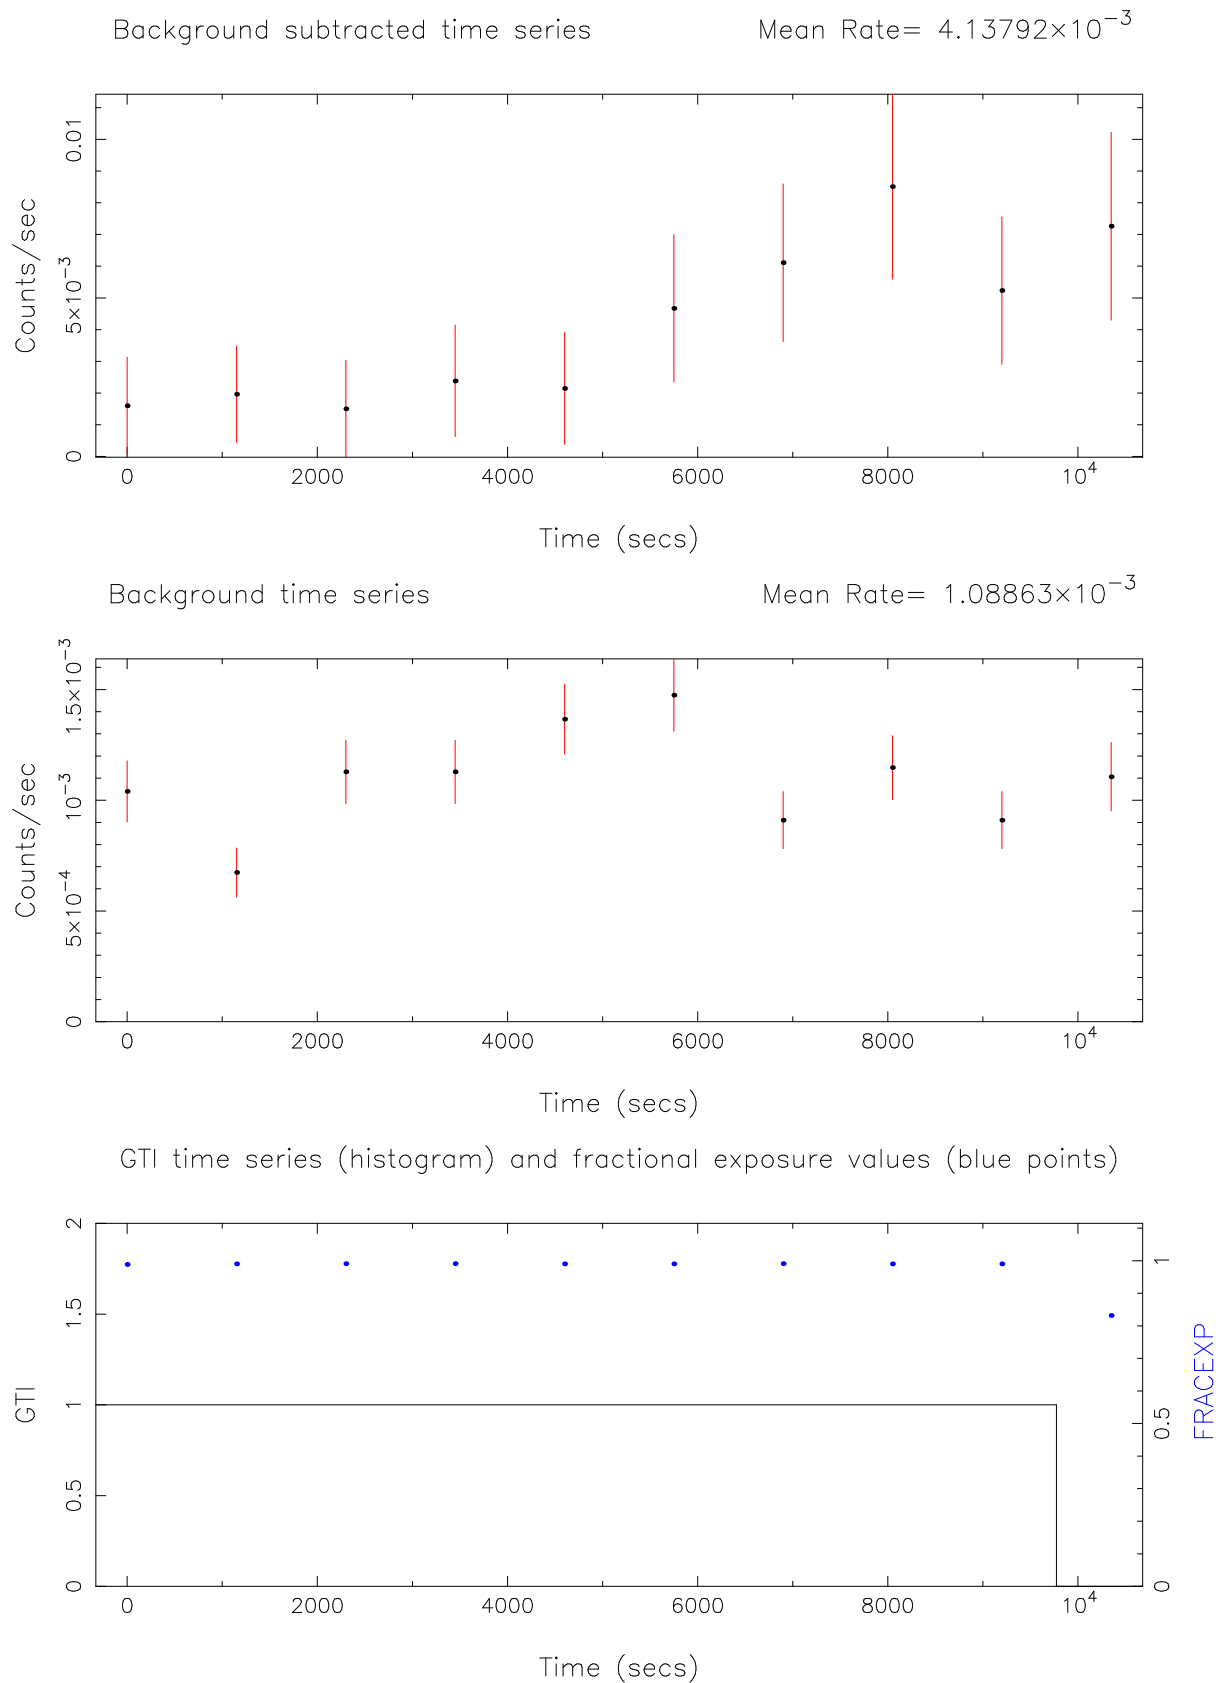 Background subtracted time series Mean Rate= 4.13792×10⁻³
0.01
5×10⁻³
0
Counts/sec
0 2000 4000 6000 8000 10⁴
Time (secs)
Background time series Mean Rate= 1.08863×10⁻³
1.5×10⁻³
10⁻³
5×10⁻⁴
0
Counts/sec
0 2000 4000 6000 8000 10⁴
Time (secs)
GTI time series (histogram) and fractional exposure values (blue points)
2
1.5
1
0.5
0
GTI
1
0.5
0
FRACEXP
0 2000 4000 6000 8000 10⁴
Time (secs)